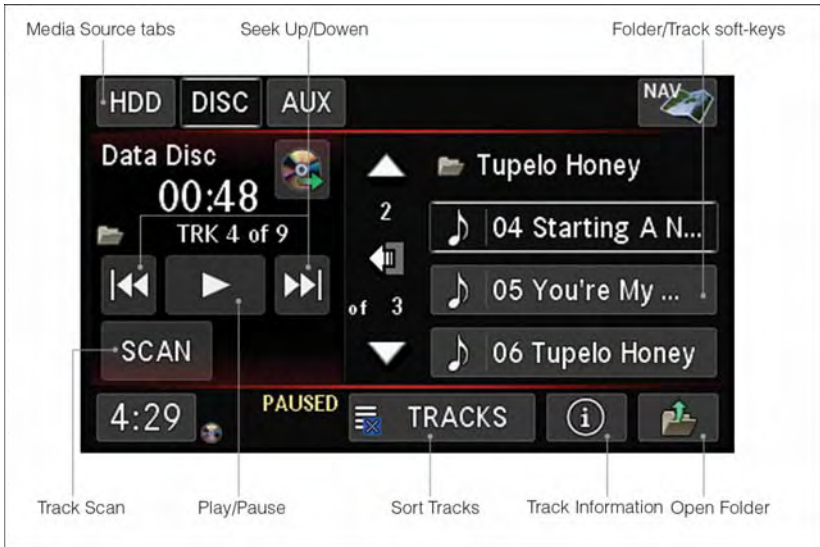 Media Source tabs
Seek Up/Dowen
Folder/Track soft-keys
HDD
DISC
AUX
NAV
Data Disc
00:48
TRK 4 of 9
2
of 3
Tupelo Honey
04 Starting A N...
05 You're My ...
06 Tupelo Honey
SCAN
4:29
PAUSED
TRACKS
i
Track Scan
Play/Pause
Sort Tracks
Track Information
Open Folder